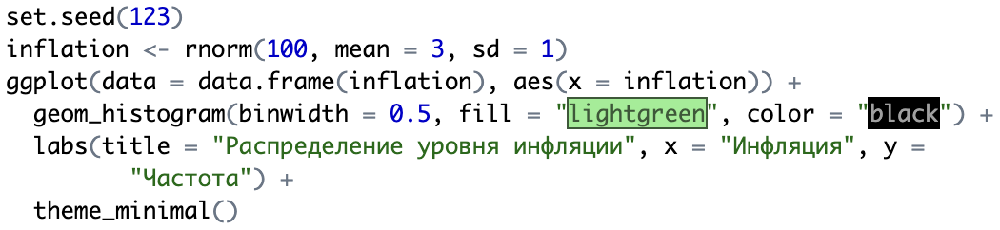 set.seed(123)
inflation <- rnorm(100, mean = 3, sd = 1)
ggplot(data = data.frame(inflation), aes(x = inflation)) +
  geom_histogram(binwidth = 0.5, fill = "lightgreen", color = "black") +
  labs(title = "Распределение уровня инфляции", x = "Инфляция", y =
         "Частота") +
  theme_minimal()